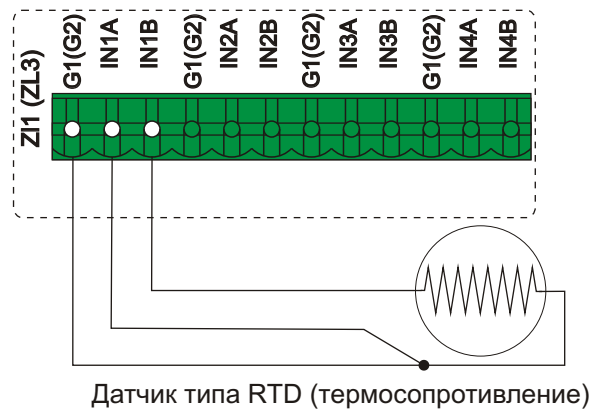 ZI1 (ZL3)
G1(G2)
IN1A
IN1B
G1(G2)
IN2A
IN2B
G1(G2)
IN3A
IN3B
G1(G2)
IN4A
IN4B
Датчик типа RTD (термосопротивление)